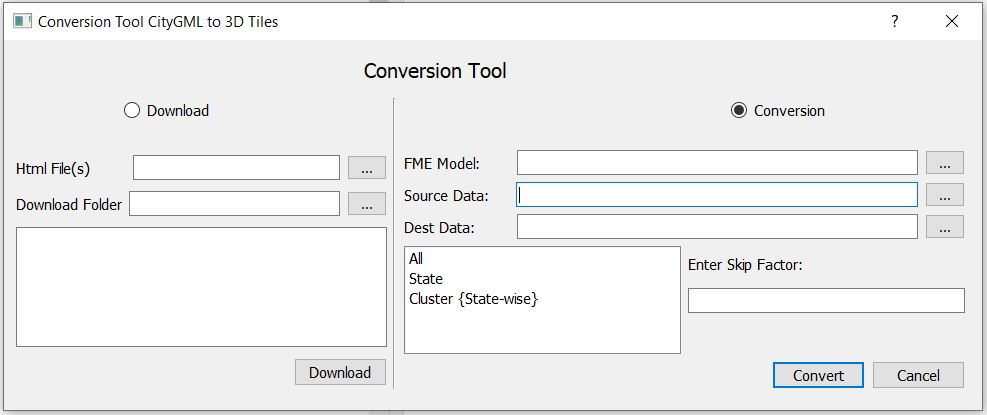 Conversion Tool CityGML to 3D Tiles
?
Conversion Tool
Download
Conversion
Html File(s)
...
Download Folder
...
Download
FME Model:
...
Source Data:
...
Dest Data:
...
All
State
Cluster {State-wise}
Enter Skip Factor:
Convert
Cancel